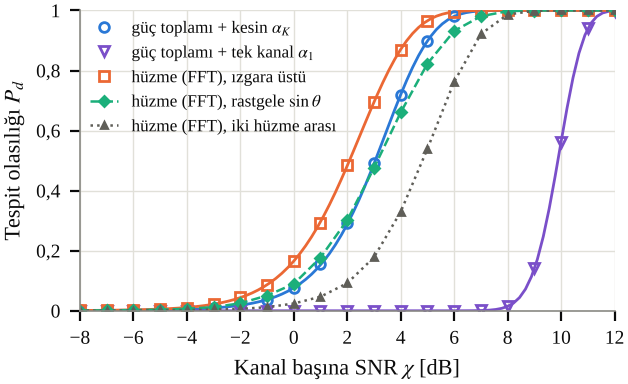 güç toplamı + kesin α_K
güç toplamı + tek kanal α₁
hüzme (FFT), ızgara üstü
hüzme (FFT), rastgele sin θ
hüzme (FFT), iki hüzme arası
Tespit olasılığı P_d
1
0,8
0,6
0,4
0,2
0
−8 −6 −4 −2 0 2 4 6 8 10 12
Kanal başına SNR χ [dB]